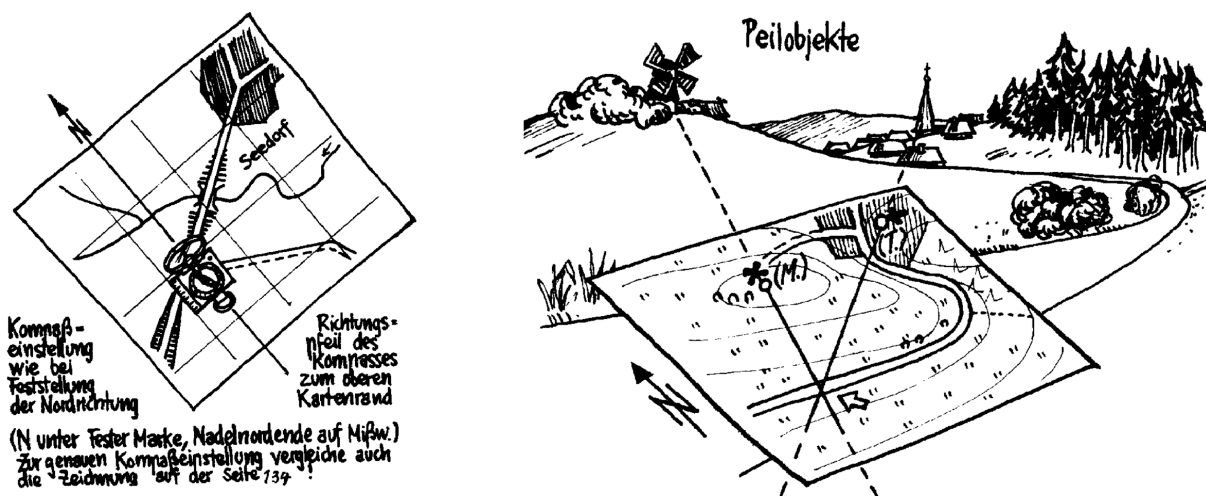 N
Seedorf
Kompaß=
einstellung
wie bei
Feststellung
der Nordrichtung
Richtungs=
pfeil des
Kompasses
zum oberen
Kartenrand
(N unter Fester Marke, Nadelnordende auf Mißw.)
Zur genauen Kompaßeinstellung vergleiche auch
die Zeichnung auf der Seite 134 !
Peilobjekte
(M.)
N